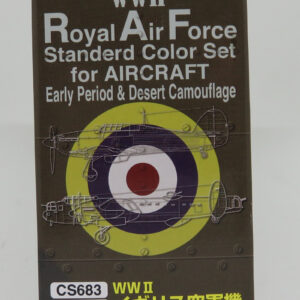 WWⅡ
Royal Air Force
Standerd Color Set
for AIRCRAFT
Early Period & Desert Camouflage
CS683
WWⅡ
イギリス空軍機